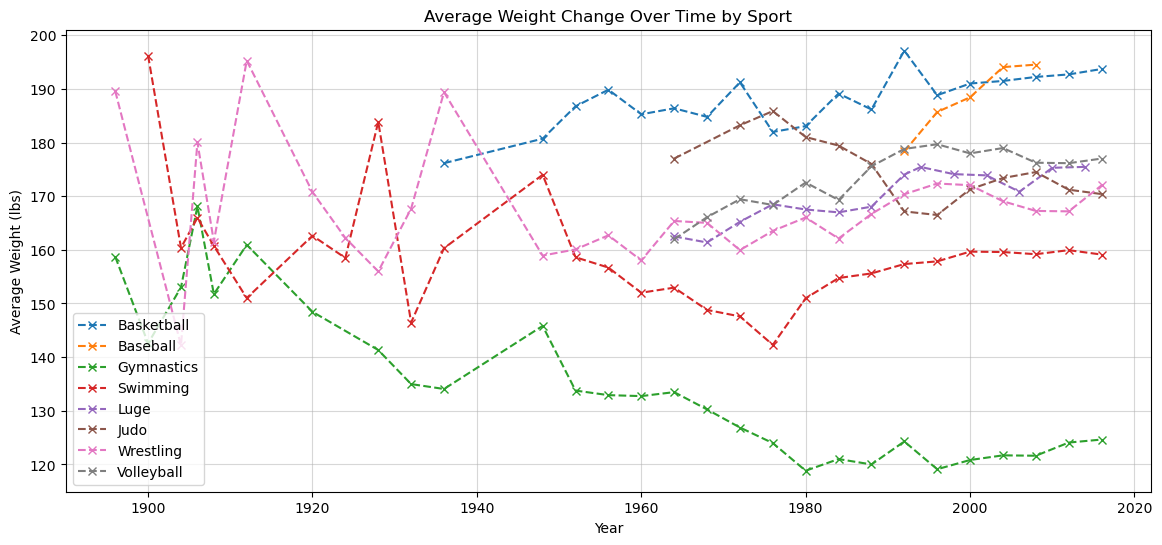 Average Weight Change Over Time by Sport
Average Weight (lbs)
200
190
180
170
160
150
140
130
120
Basketball
Baseball
Gymnastics
Swimming
Luge
Judo
Wrestling
Volleyball
1900 1920 1940 1960 1980 2000 2020
Year